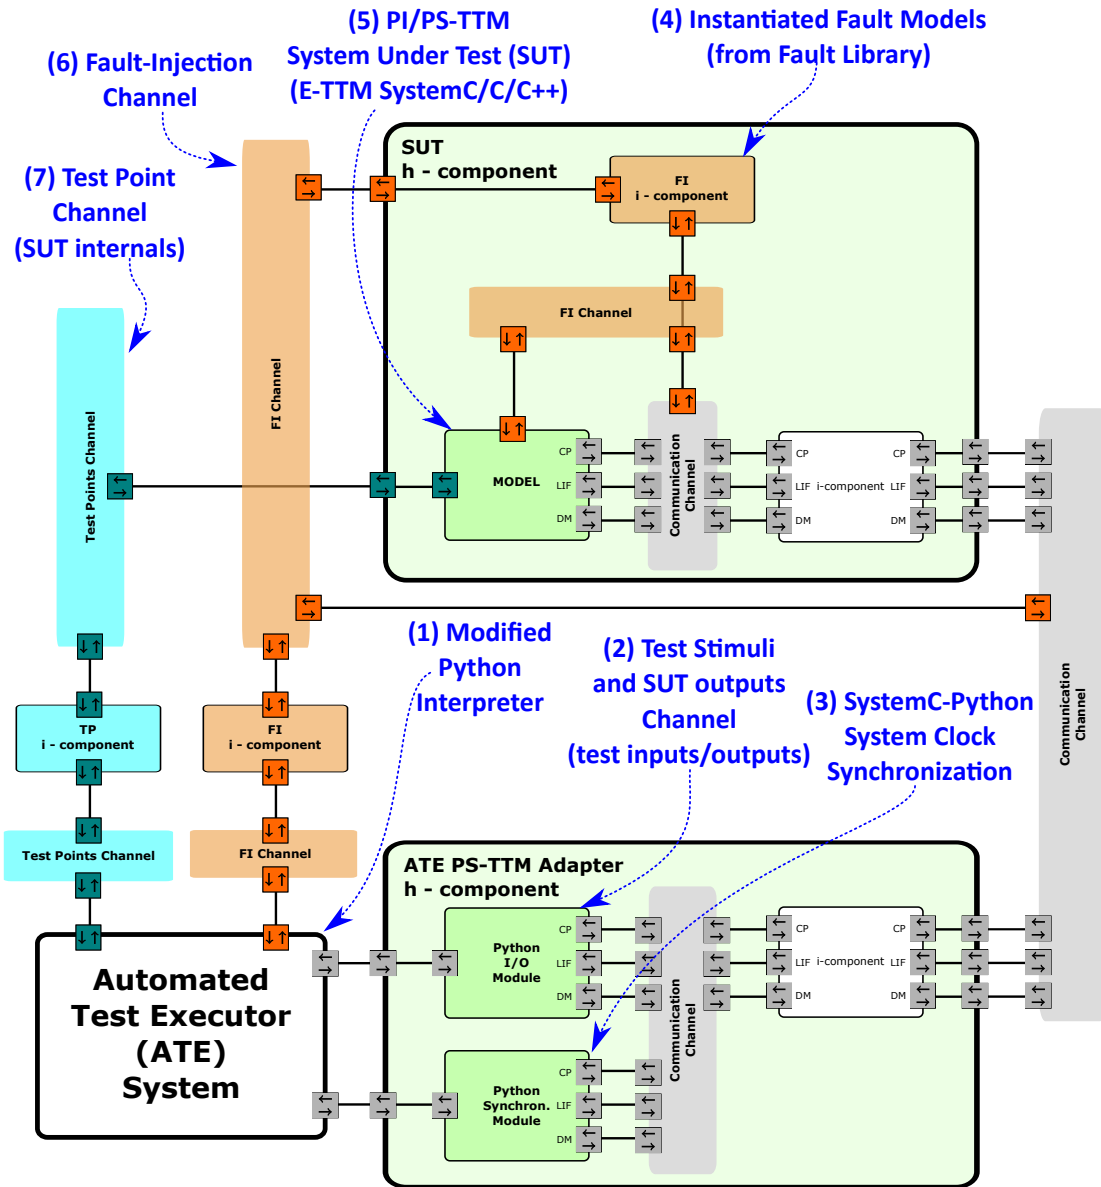 (5) PI/PS-TTM
System Under Test (SUT)
(E-TTM SystemC/C/C++)
(4) Instantiated Fault Models
(from Fault Library)
(6) Fault-Injection
Channel
(7) Test Point
Channel
(SUT internals)
SUT
h - component
FI
i - component
FI Channel
FI Channel
Test Points Channel
MODEL
CP
LIF
DM
Communication
Channel
CP
LIF
DM
i-component
CP
LIF
DM
Communication
Channel
(1) Modified
Python
Interpreter
(2) Test Stimuli
and SUT outputs
Channel
(test inputs/outputs)
(3) SystemC-Python
System Clock
Synchronization
TP
i - component
FI
i - component
Test Points Channel
FI Channel
Automated
Test Executor
(ATE)
System
ATE PS-TTM Adapter
h - component
Python
I/O
Module
CP
LIF
DM
Communication
Channel
CP
LIF
DM
i-component
CP
LIF
DM
Python
Synchron.
Module
CP
LIF
DM